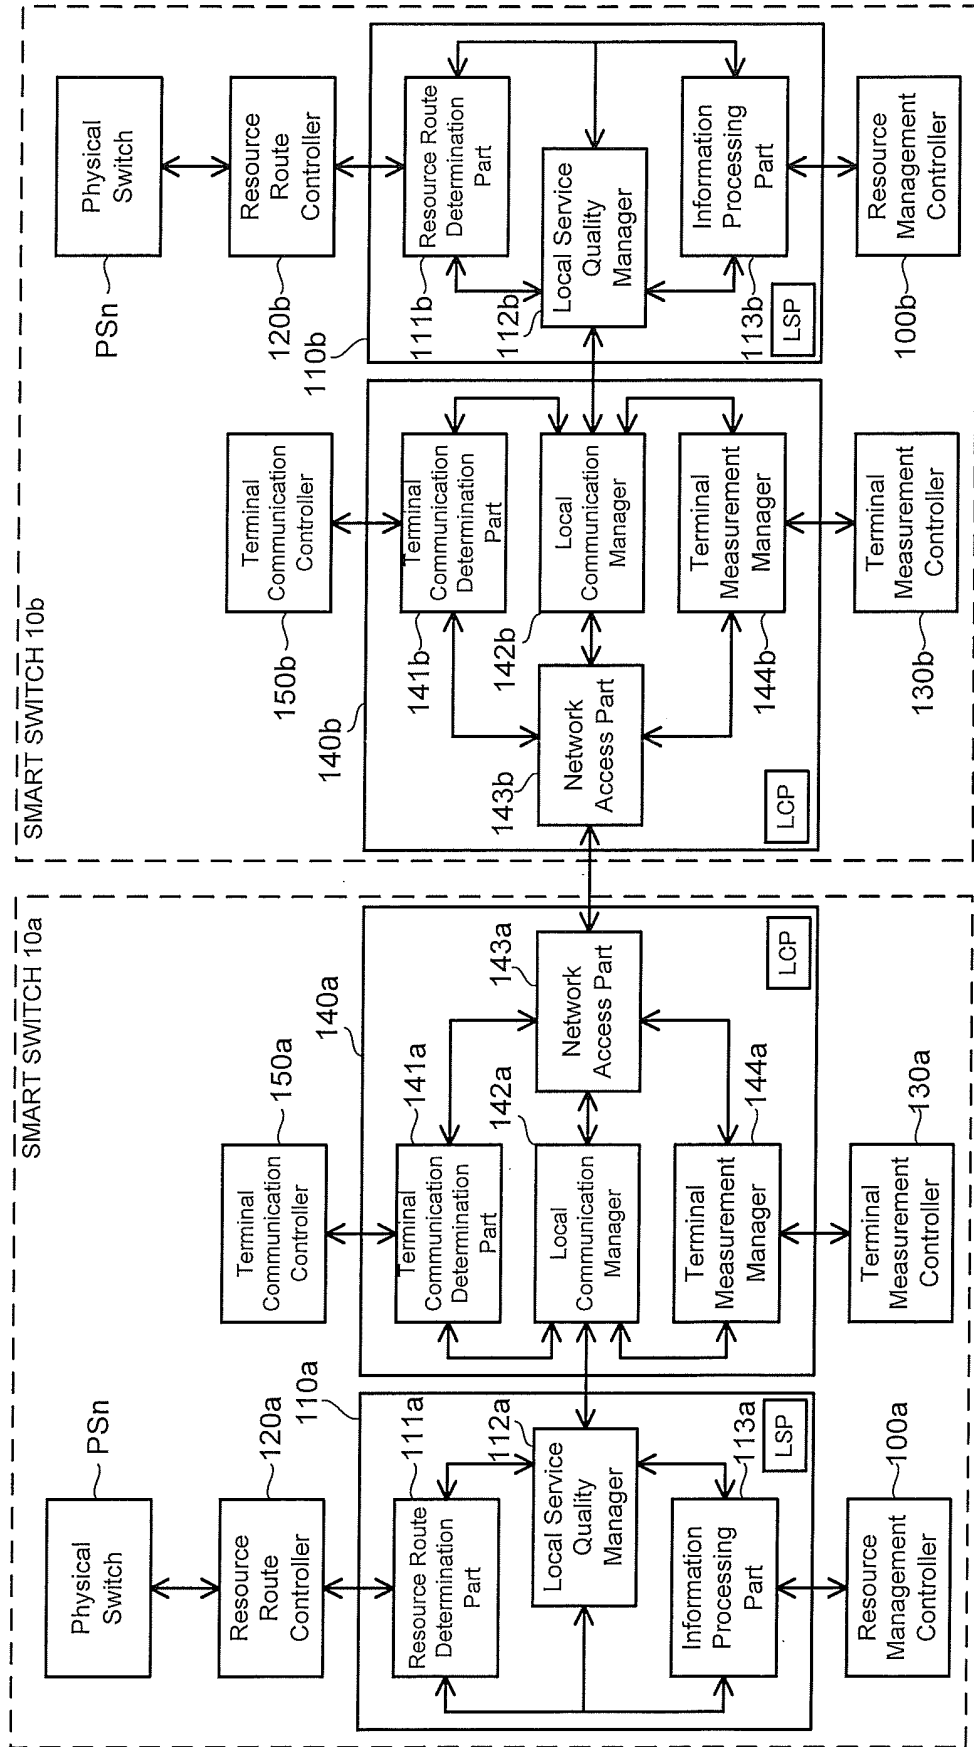 SMART SWITCH 10a
Physical
Switch
PSn
Resource
Route
Controller
120a
110a
Resource Route
Determination
Part
111a
Local Service
Quality
Manager
112a
Information
Processing
Part
113a
LSP
Resource
Management
Controller
100a
Terminal
Communication
Controller
150a
140a
Terminal
Communication
Determination
Part
141a
Local
Communication
Manager
142a
Network
Access Part
143a
Terminal
Measurement
Manager
144a
LCP
Terminal
Measurement
Controller
130a
SMART SWITCH 10b
Terminal
Communication
Controller
150b
140b
Terminal
Communication
Determination
Part
141b
Local
Communication
Manager
142b
Network
Access Part
143b
Terminal
Measurement
Manager
144b
LCP
Terminal
Measurement
Controller
130b
Physical
Switch
PSn
Resource
Route
Controller
120b
110b
Resource Route
Determination
Part
111b
Local Service
Quality
Manager
112b
Information
Processing
Part
113b
LSP
Resource
Management
Controller
100b